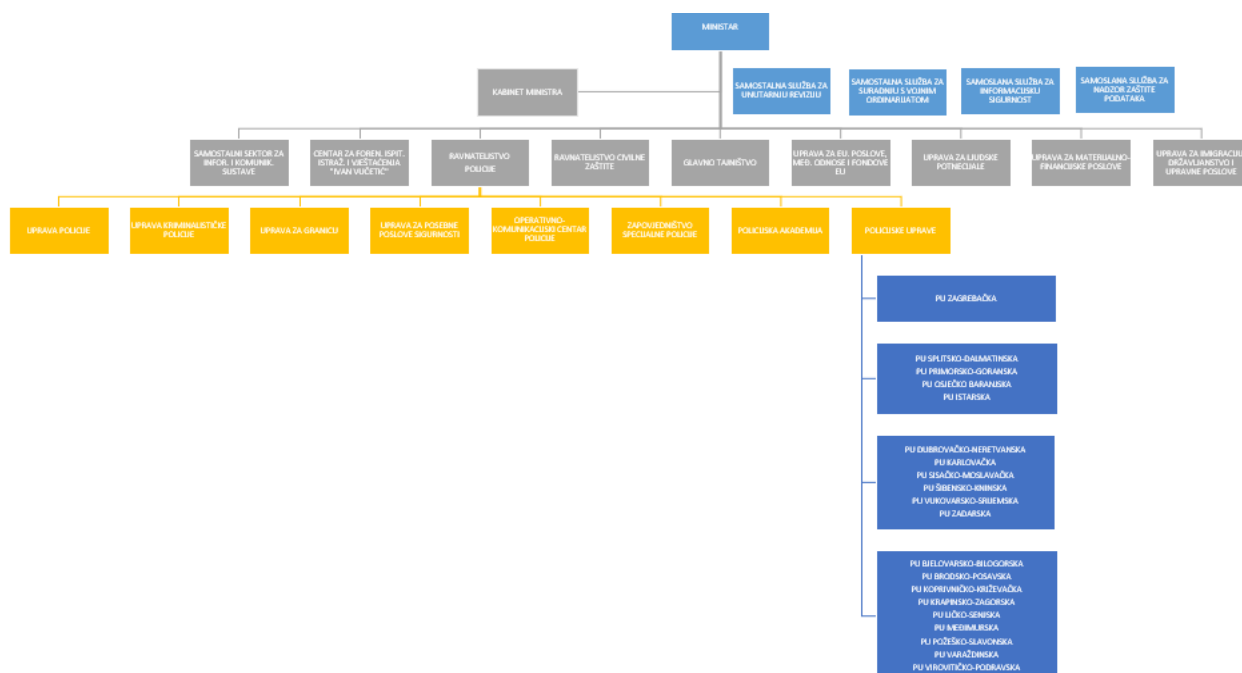 MINISTAR
KABINET MINISTRA
SAMOSTALNA SLUŽBA ZA
UNUTARNJU REVIZIJU
SAMOSTALNA SLUŽBA ZA
SURADNJU S VOJNIM
ORDINARIJATOM
SAMOSLANA SLUŽBA ZA
INFORMACIJSKU
SIGURNOST
SAMOSLANA SLUŽBA ZA
NADZOR ZAŠTITE
PODATAKA
SAMOSTALNI SEKTOR ZA
INFOR. I KOMUNIK.
SUSTAVE
CENTAR ZA FOREN. ISPIT.
ISTRAŽ. I VJEŠTAČENJA
"IVAN VUČETIĆ"
RAVNATELJSTVO
POLICIJE
RAVNATELJSTVO CIVILNE
ZAŠTITE
GLAVNO TAJNIŠTVO
UPRAVA ZA EU. POSLOVE,
MEĐ. ODNOSE I FONDOVE
EU
UPRAVA ZA LJUDSKE
POTNECIJALE
UPRAVA ZA MATERIJALNO-
FINANCIJSKE POSLOVE
UPRAVA ZA IMIGRACIJU,
DRŽAVLJANSTVO I
UPRAVNE POSLOVE
UPRAVA POLICIJE
UPRAVA KRIMINALISTIČKE
POLICIJE
UPRAVA ZA GRANICU
UPRAVA ZA POSEBNE
POSLOVE SIGURNOSTI
OPERATIVNO-
KOMUNIKACIJSKI CENTAR
POLICIJE
ZAPOVJEDNIŠTVO
SPECIJALNE POLICIJE
POLICIJSKA AKADEMIJA
POLICIJSKE UPRAVE
PU ZAGREBAČKA
PU SPLITSKO-DALMATINSKA
PU PRIMORSKO-GORANSKA
PU OSJEČKO BARANJSKA
PU ISTARSKA
PU DUBROVAČKO-NERETVANSKA
PU KARLOVAČKA
PU SISAČKO-MOSLAVAČKA
PU ŠIBENSKO-KNINSKA
PU VUKOVARSKO-SRIJEMSKA
PU ZADARSKA
PU BJELOVARSKO-BILOGORSKA
PU BRODSKO-POSAVSKA
PU KOPRIVNIČKO-KRIŽEVAČKA
PU KRAPINSKO-ZAGORSKA
PU LIČKO-SENJSKA
PU MEĐIMURSKA
PU POŽEŠKO-SLAVONSKA
PU VARAŽDINSKA
PU VIROVITIČKO-PODRAVSKA